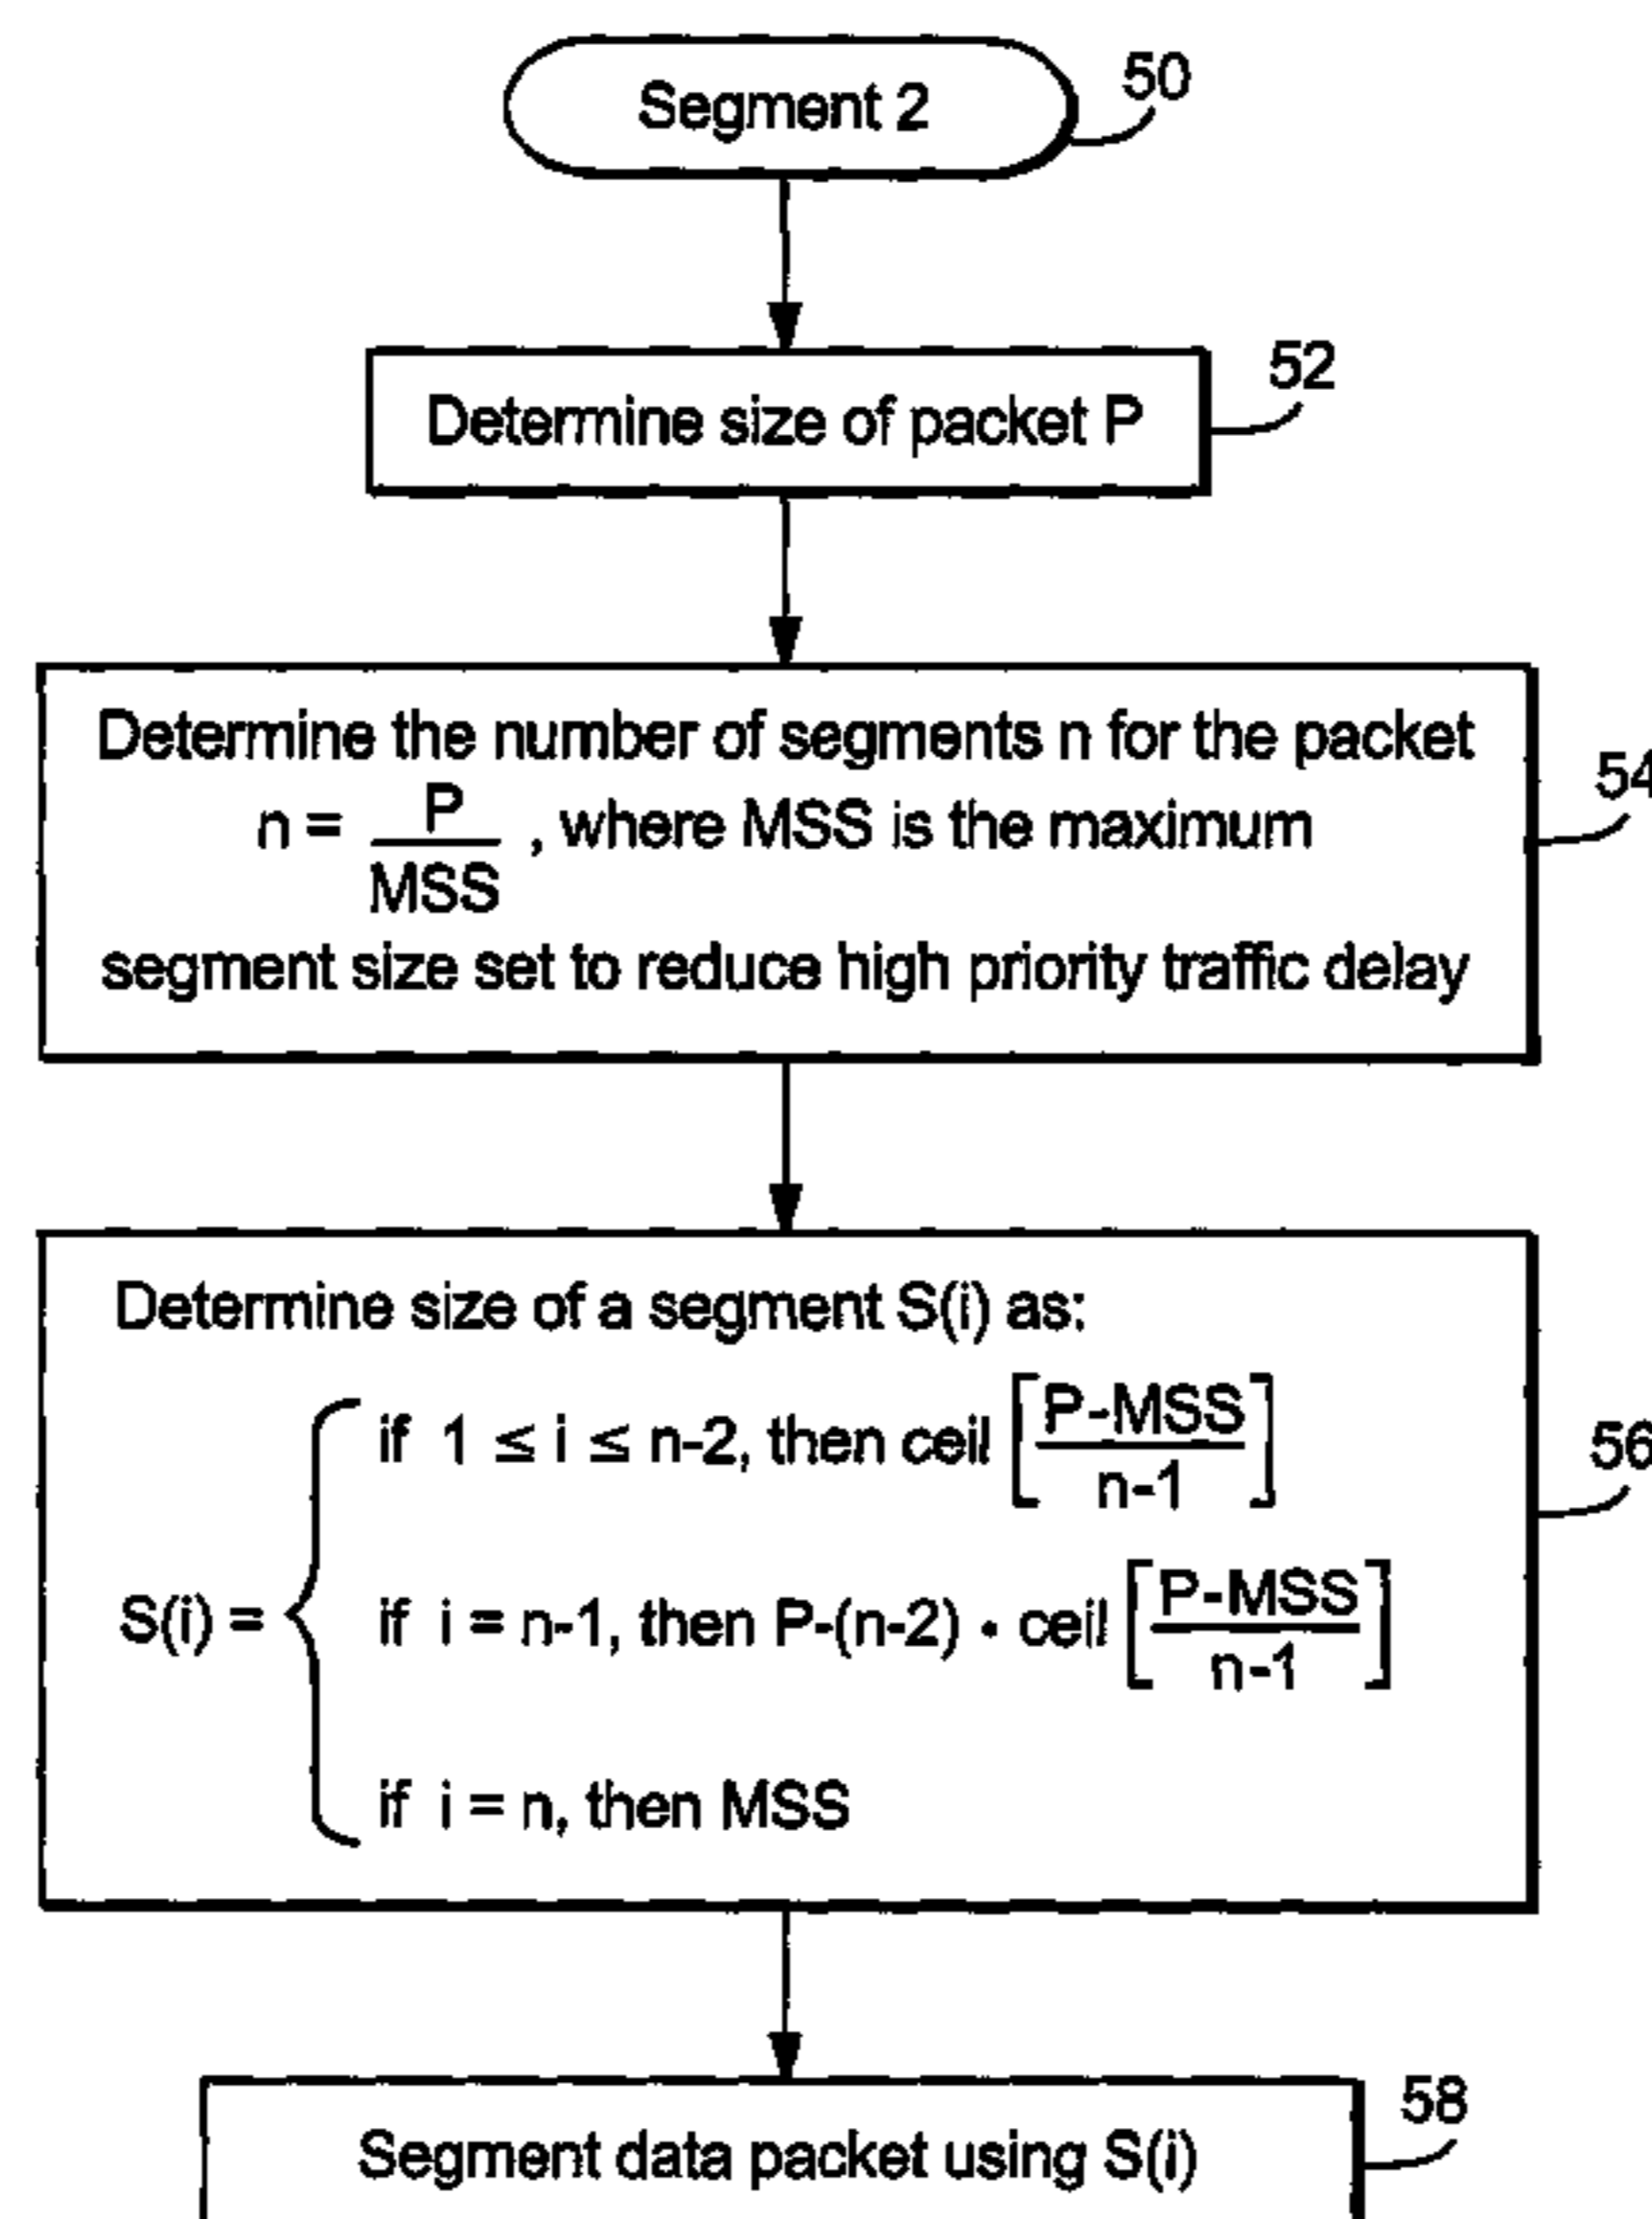 Segment 2
50
Determine size of packet P
52
Determine the number of segments n for the packet
n = P / MSS , where MSS is the maximum
segment size set to reduce high priority traffic delay
54
Determine size of a segment S(i) as:
S(i) =
if 1 ≤ i ≤ n-2, then ceil [ P-MSS / n-1 ]
if i = n-1, then P-(n-2) • ceil [ P-MSS / n-1 ]
if i = n, then MSS
56
Segment data packet using S(i)
58